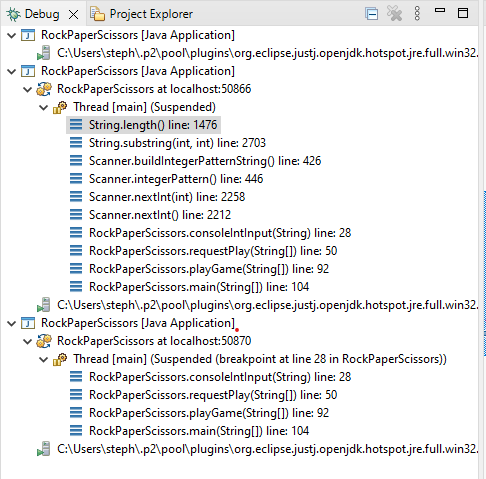 Debug Project Explorer
RockPaperScissors [Java Application]
C:\Users\steph\.p2\pool\plugins\org.eclipse.justj.openjdk.hotspot.jre.full.win32.
RockPaperScissors [Java Application]
RockPaperScissors at localhost:50866
Thread [main] (Suspended)
String.length() line: 1476
String.substring(int, int) line: 2703
Scanner.buildIntegerPatternString() line: 426
Scanner.integerPattern() line: 446
Scanner.nextInt(int) line: 2258
Scanner.nextInt() line: 2212
RockPaperScissors.consoleIntInput(String) line: 28
RockPaperScissors.requestPlay(String[]) line: 50
RockPaperScissors.playGame(String[]) line: 92
RockPaperScissors.main(String[]) line: 104
C:\Users\steph\.p2\pool\plugins\org.eclipse.justj.openjdk.hotspot.jre.full.win32.
RockPaperScissors [Java Application]
RockPaperScissors at localhost:50870
Thread [main] (Suspended (breakpoint at line 28 in RockPaperScissors))
RockPaperScissors.consoleIntInput(String) line: 28
RockPaperScissors.requestPlay(String[]) line: 50
RockPaperScissors.playGame(String[]) line: 92
RockPaperScissors.main(String[]) line: 104
C:\Users\steph\.p2\pool\plugins\org.eclipse.justj.openjdk.hotspot.jre.full.win32.